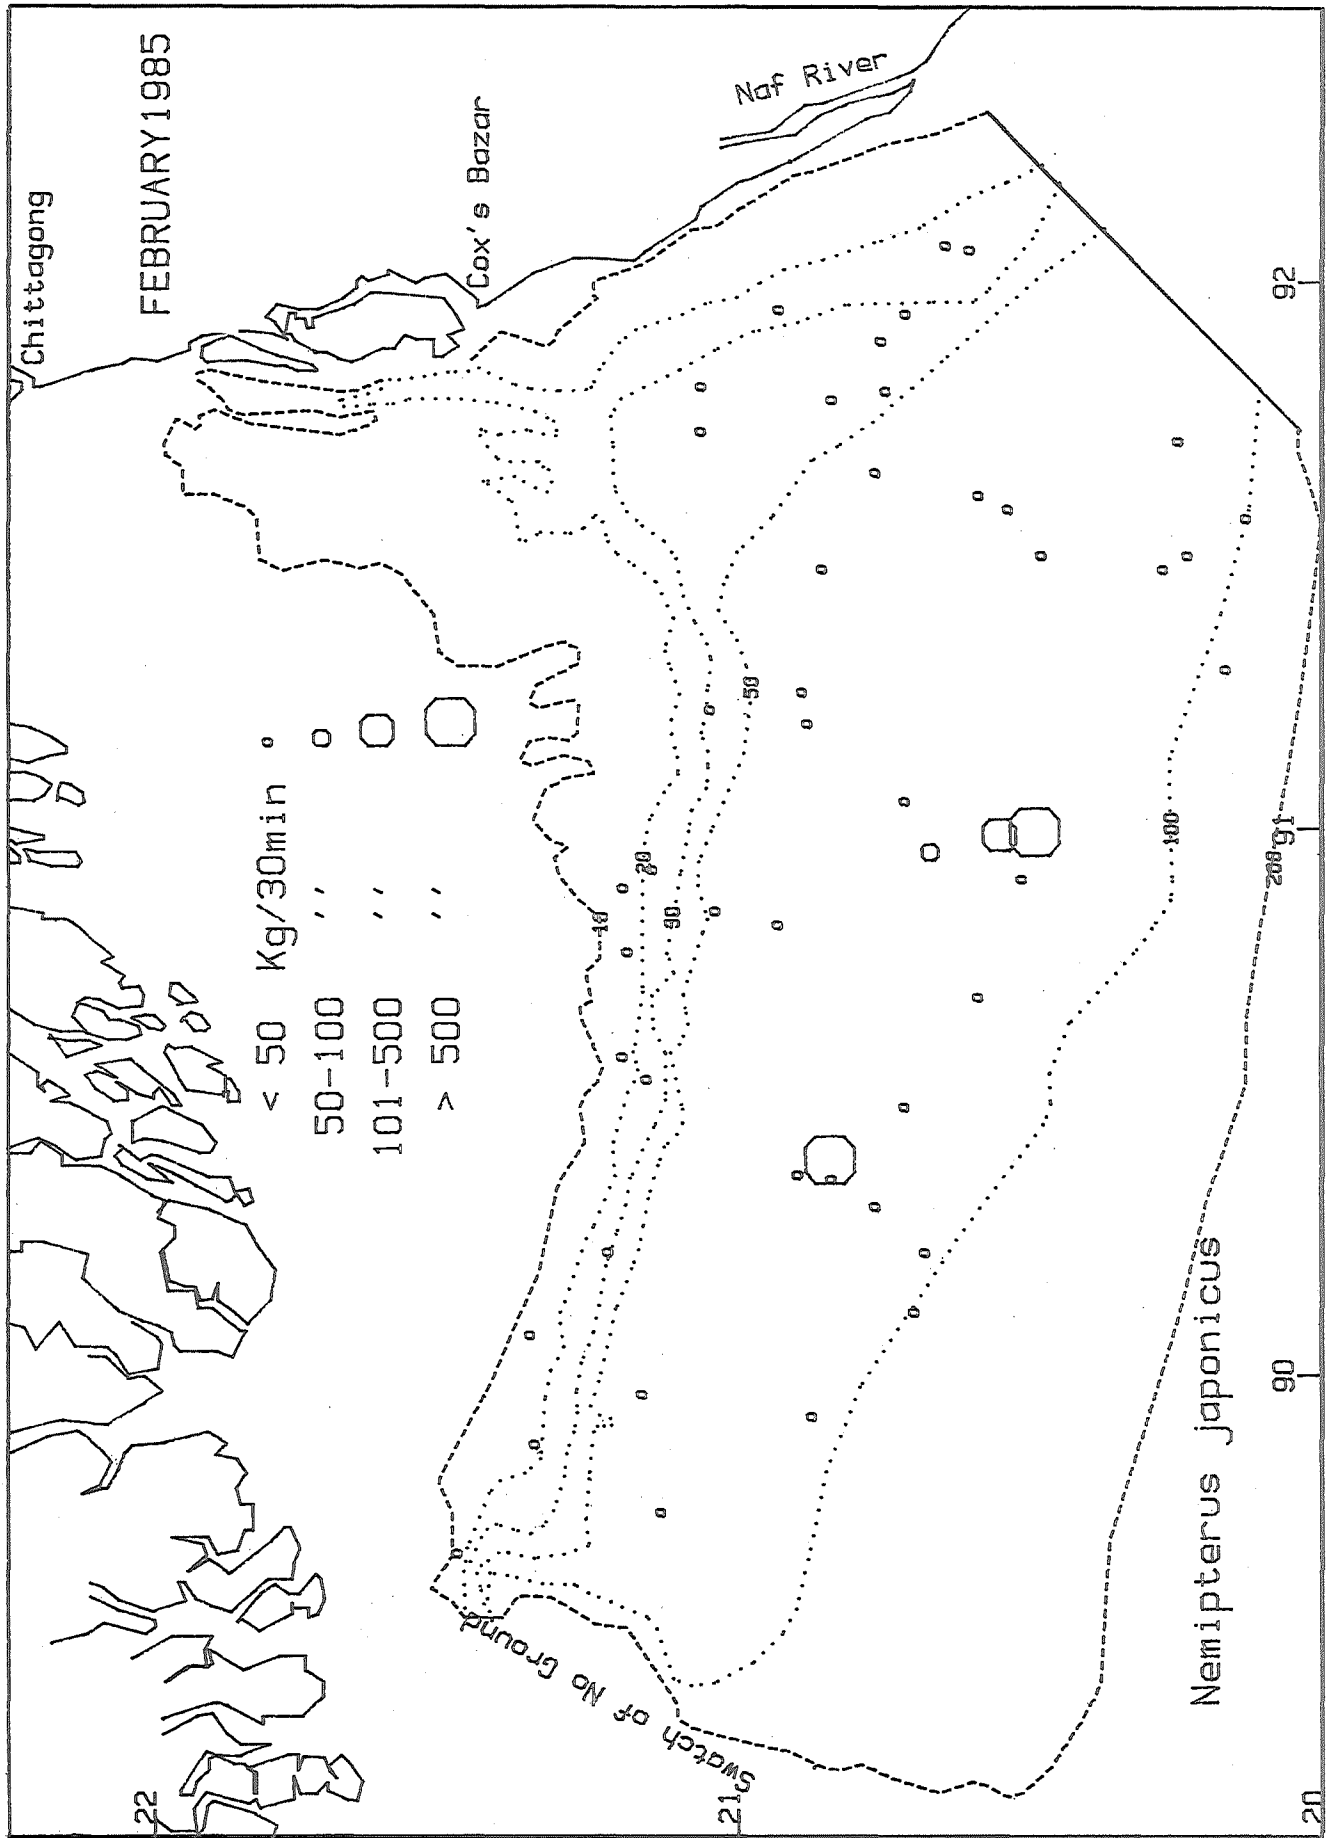 Chittagong
FEBRUARY1985
Cox's Bazar
Naf River
< 50 Kg/30min
50-100 ,,
101-500 ,,
> 500 ,,
10
20
30
50
100
200
Swatch of No Ground
Nemipterus japonicus
22
21
20
90
91
92